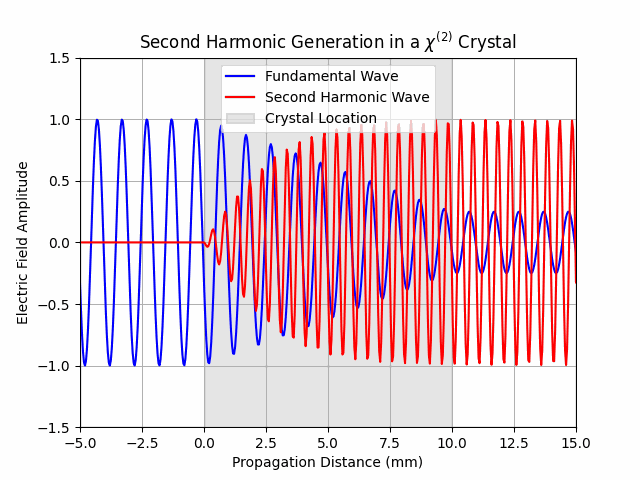 Second Harmonic Generation in a χ(2) Crystal
Fundamental Wave
Second Harmonic Wave
Crystal Location
Electric Field Amplitude
1.5
1.0
0.5
0.0
−0.5
−1.0
−1.5
−5.0 −2.5 0.0 2.5 5.0 7.5 10.0 12.5 15.0
Propagation Distance (mm)